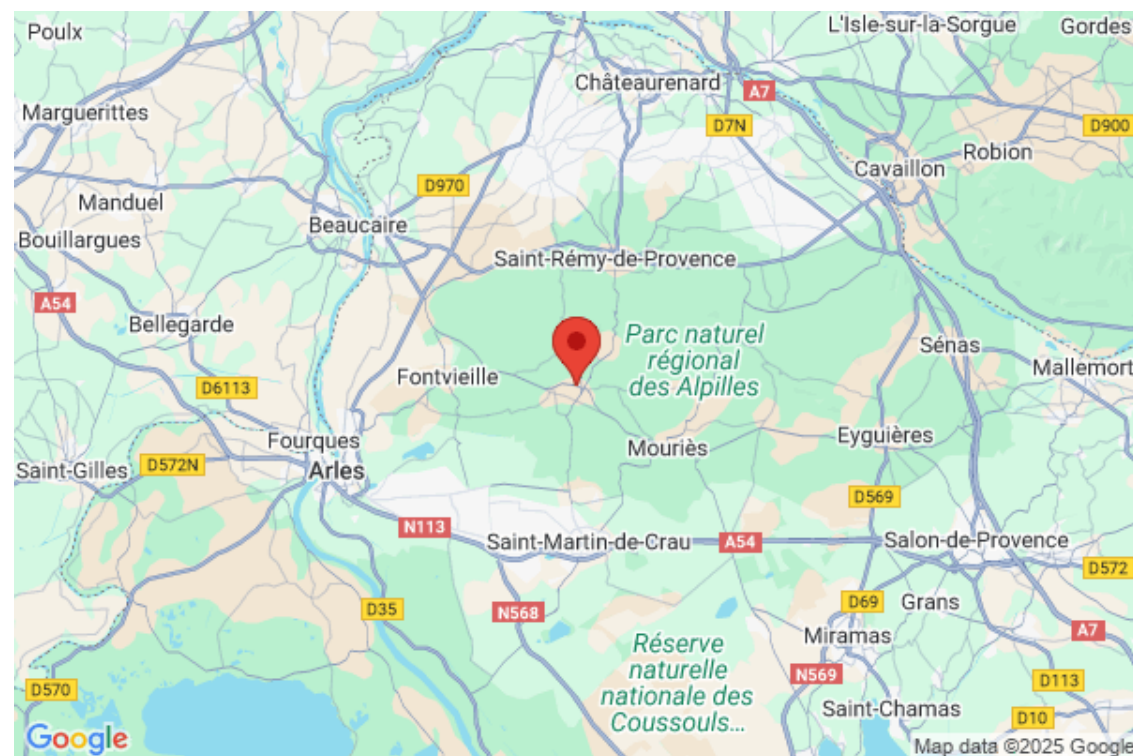 Poulx
L'Isle-sur-la-Sorgue
Gordes
Châteaurenard
A7
Marguerittes
D7N
D900
Robion
Cavaillon
D970
Manduel
Beaucaire
Bouillargues
Saint-Rémy-de-Provence
A54
Bellegarde
Parc naturel
régional
des Alpilles
Sénas
Mallemort
Fontvieille
D6113
Fourques
Mouriès
Eyguières
Saint-Gilles
D572N
Arles
D569
N113
Saint-Martin-de-Crau
A54
Salon-de-Provence
D572
D35
N568
D69
Grans
A7
Miramas
Réserve
naturelle
nationale des
Coussouls...
N569
D113
D570
Saint-Chamas
D10
Google
Map data ©2025 Google